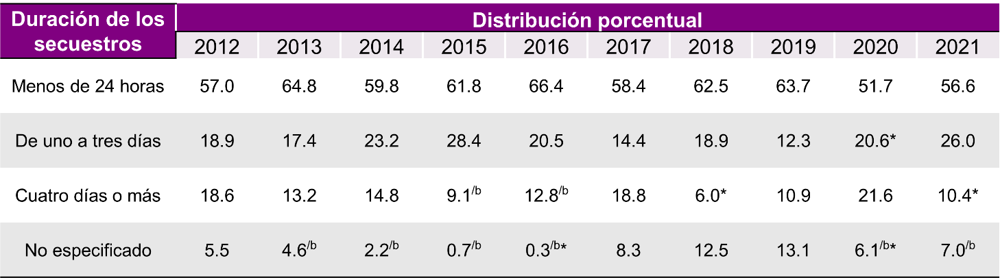 Duración de los secuestros Distribución porcentual
2012 2013 2014 2015 2016 2017 2018 2019 2020 2021
Menos de 24 horas 57.0 64.8 59.8 61.8 66.4 58.4 62.5 63.7 51.7 56.6
De uno a tres días 18.9 17.4 23.2 28.4 20.5 14.4 18.9 12.3 20.6* 26.0
Cuatro días o más 18.6 13.2 14.8 9.1/b 12.8/b 18.8 6.0* 10.9 21.6 10.4*
No especificado 5.5 4.6/b 2.2/b 0.7/b 0.3/b* 8.3 12.5 13.1 6.1/b* 7.0/b